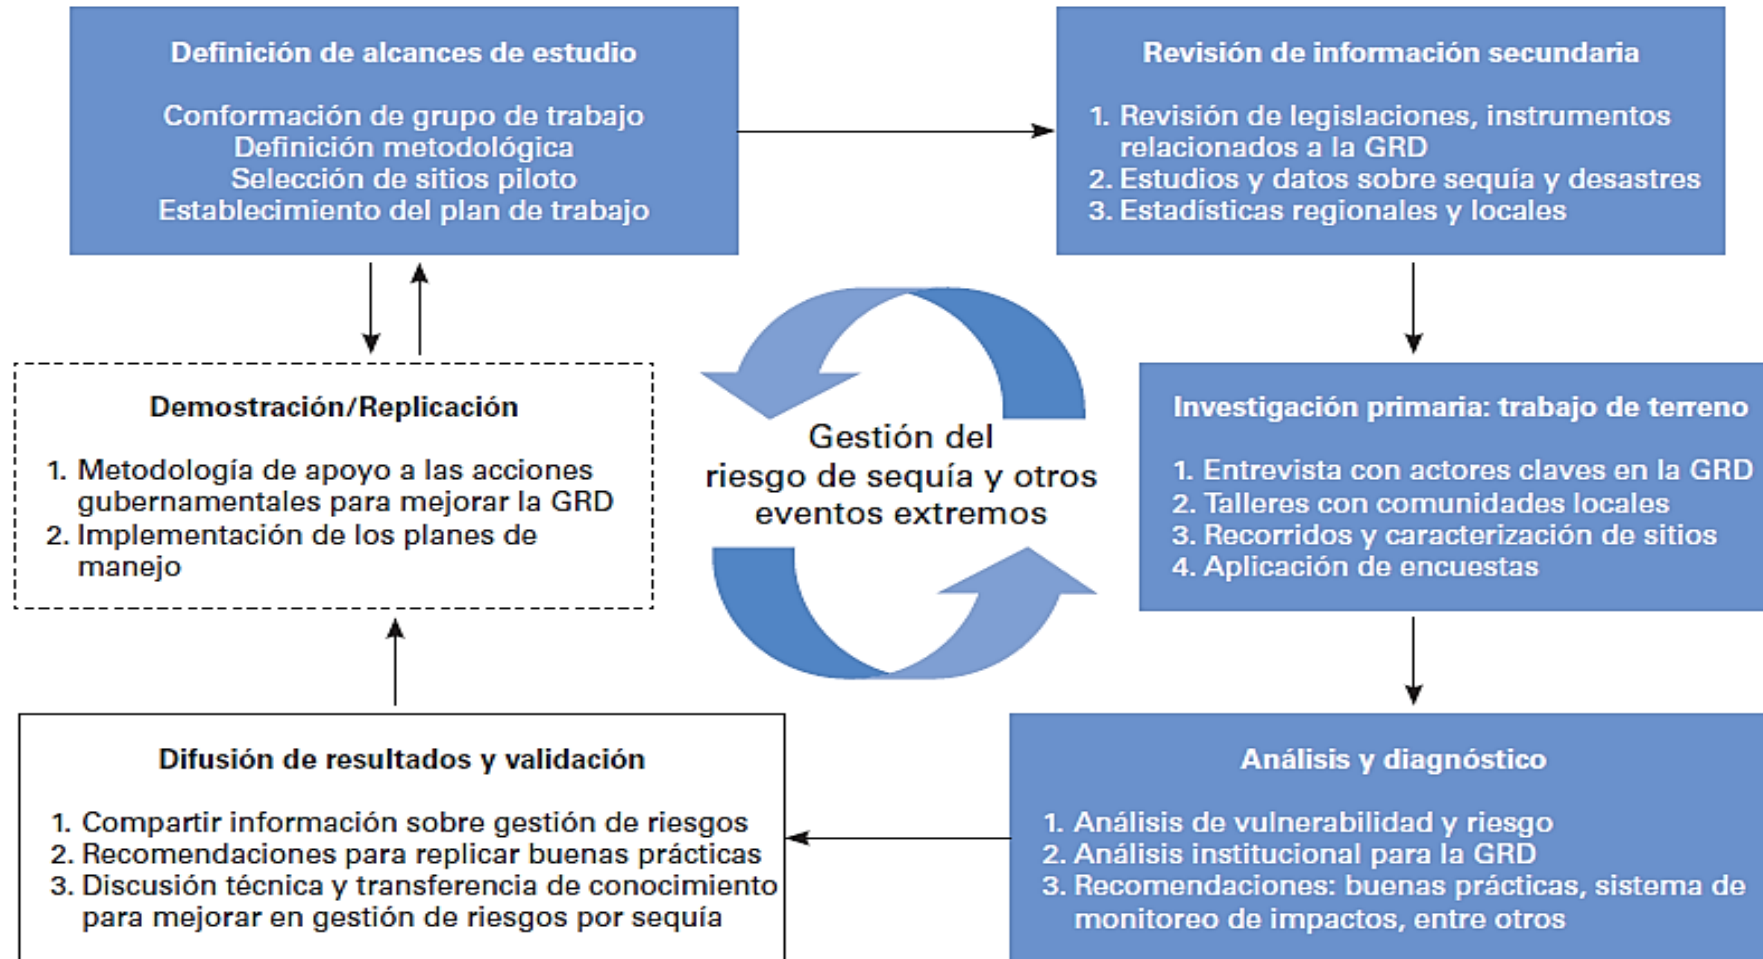 Definición de alcances de estudio
Conformación de grupo de trabajo
Definición metodológica
Selección de sitios piloto
Establecimiento del plan de trabajo
Revisión de información secundaria
1. Revisión de legislaciones, instrumentos
relacionados a la GRD
2. Estudios y datos sobre sequía y desastres
3. Estadísticas regionales y locales
Demostración/Replicación
1. Metodología de apoyo a las acciones
gubernamentales para mejorar la GRD
2. Implementación de los planes de
manejo
Gestión del
riesgo de sequía y otros
eventos extremos
Investigación primaria: trabajo de terreno
1. Entrevista con actores claves en la GRD
2. Talleres con comunidades locales
3. Recorridos y caracterización de sitios
4. Aplicación de encuestas
Difusión de resultados y validación
1. Compartir información sobre gestión de riesgos
2. Recomendaciones para replicar buenas prácticas
3. Discusión técnica y transferencia de conocimiento
para mejorar en gestión de riesgos por sequía
Análisis y diagnóstico
1. Análisis de vulnerabilidad y riesgo
2. Análisis institucional para la GRD
3. Recomendaciones: buenas prácticas, sistema de
monitoreo de impactos, entre otros